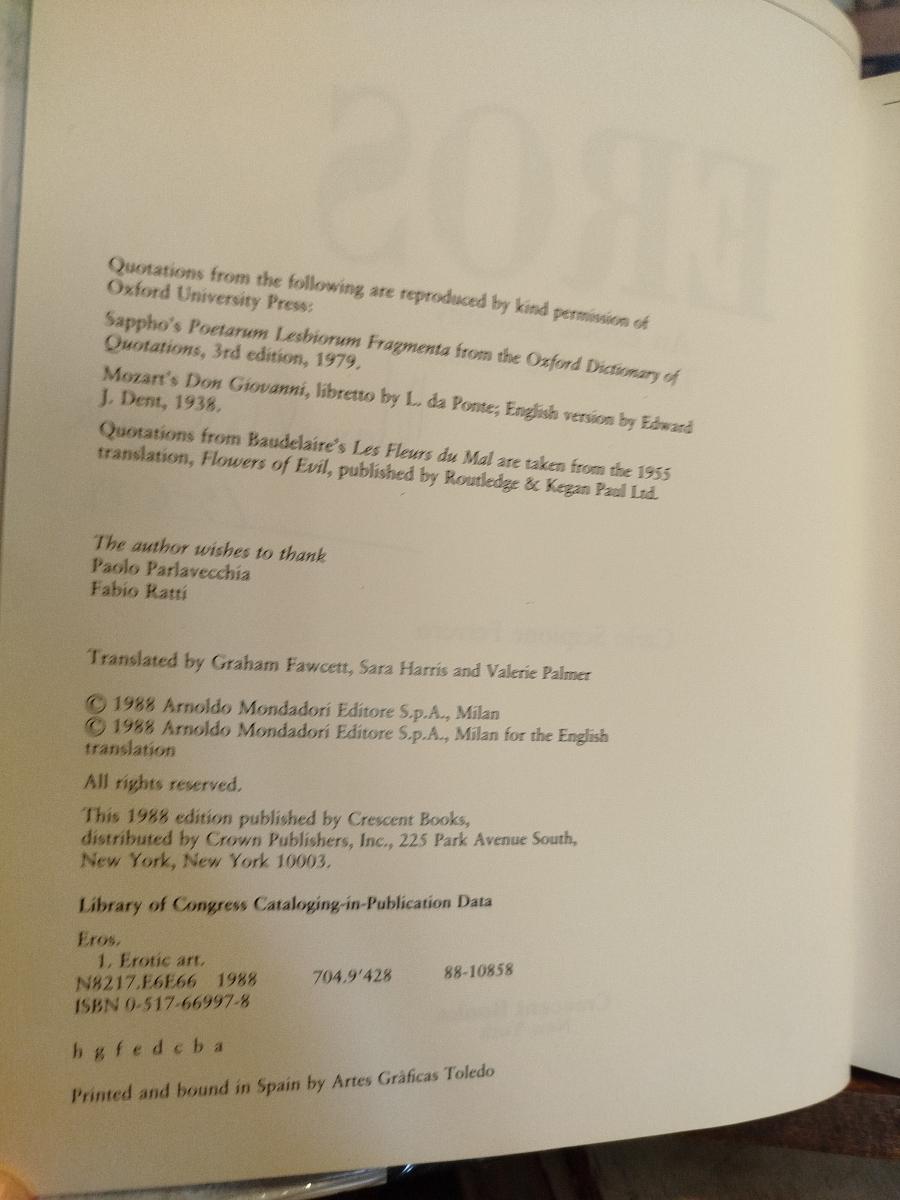 Quotations from the following are reproduced by kind permission of
Oxford University Press:
Sappho's Poetarum Lesbiorum Fragmenta from the Oxford Dictionary of
Quotations, 3rd edition, 1979.
Mozart's Don Giovanni, libretto by L. da Ponte; English version by Edward
J. Dent, 1938.
Quotations from Baudelaire's Les Fleurs du Mal are taken from the 1955
translation, Flowers of Evil, published by Routledge & Kegan Paul Ltd.
The author wishes to thank
Paolo Parlavecchia
Fabio Ratti
Translated by Graham Fawcett, Sara Harris and Valerie Palmer
© 1988 Arnoldo Mondadori Editore S.p.A., Milan
© 1988 Arnoldo Mondadori Editore S.p.A., Milan for the English
translation
All rights reserved.
This 1988 edition published by Crescent Books,
distributed by Crown Publishers, Inc., 225 Park Avenue South,
New York, New York 10003.
Library of Congress Cataloging-in-Publication Data
Eros.
1. Erotic art.
N8217.E6E66 1988 704.9'428 88-10858
ISBN 0-517-66997-8
h g f e d c b a
Printed and bound in Spain by Artes Gràficas Toledo